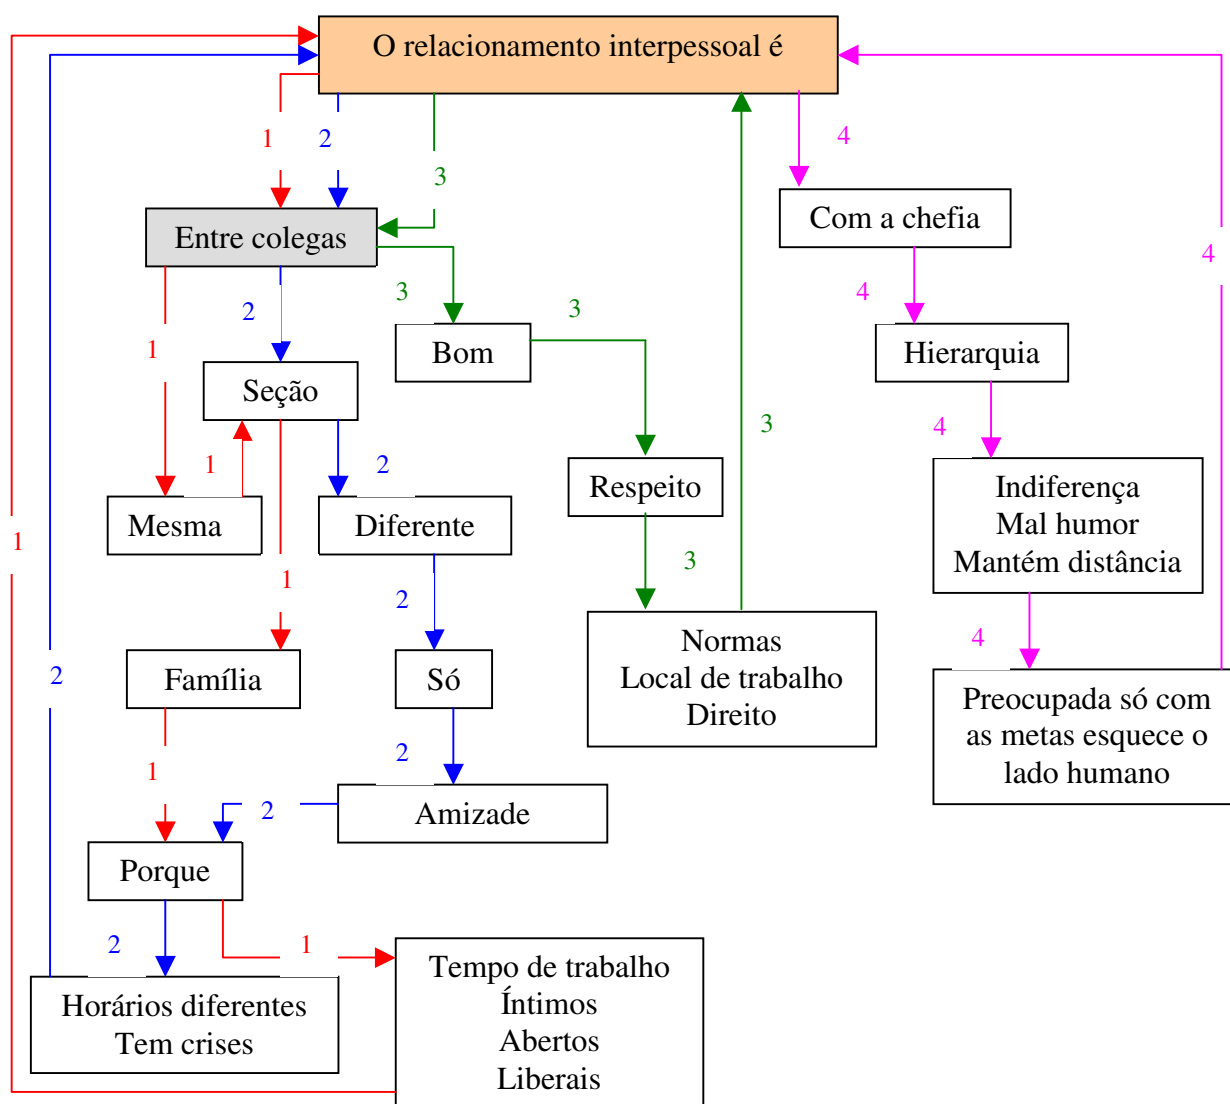 O relacionamento interpessoal é
1
2
3
4
Entre colegas
Com a chefia
4
2
3
3
4
1
Bom
Hierarquia
Seção
3
4
1
2
Respeito
Indiferença
Mal humor
Mantém distância
Mesma
Diferente
1
1
3
2
Normas
Local de trabalho
Direito
4
2
Família
Só
Preocupada só com
as metas esquece o
lado humano
1
2
2
Amizade
Porque
2
1
Tempo de trabalho
Íntimos
Abertos
Liberais
Horários diferentes
Tem crises